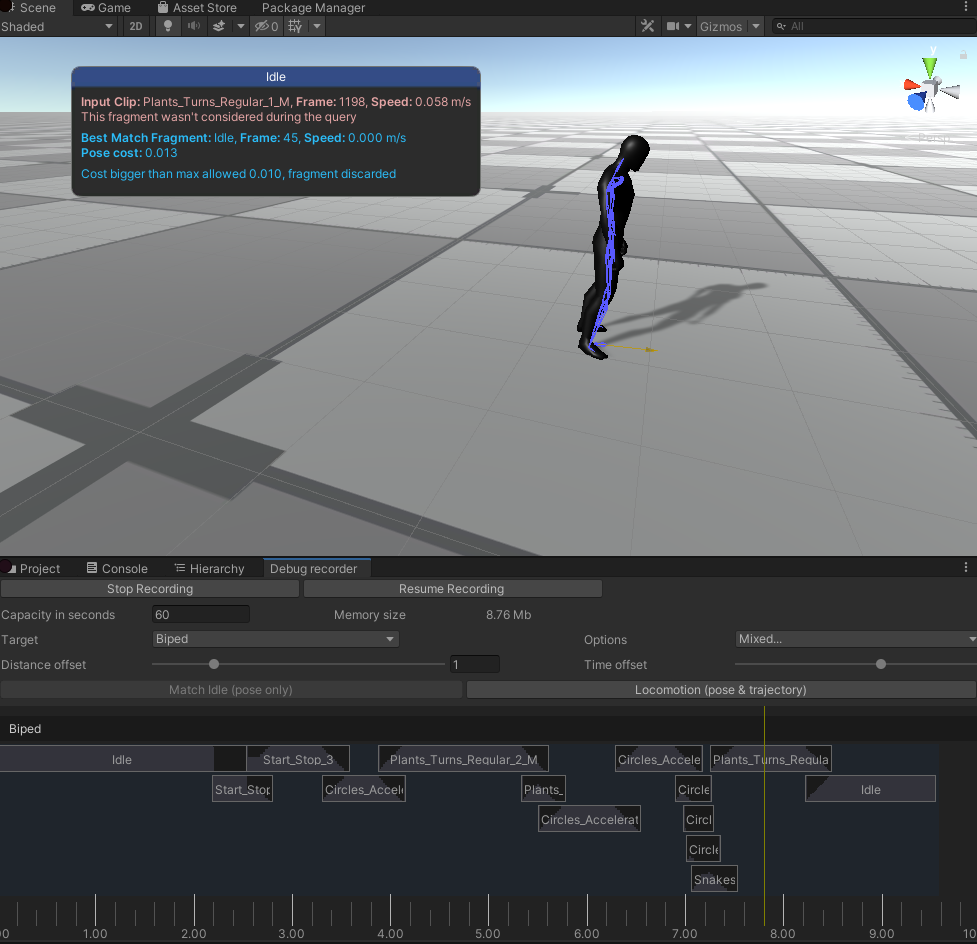 Scene Game Asset Store Package Manager
Shaded 2D 0 Gizmos All
Idle
Input Clip: Plants_Turns_Regular_1_M, Frame: 1198, Speed: 0.058 m/s
This fragment wasn't considered during the query
Best Match Fragment: Idle, Frame: 45, Speed: 0.000 m/s
Pose cost: 0.013
Cost bigger than max allowed 0.010, fragment discarded
y
Persp
Project Console Hierarchy Debug recorder
Stop Recording Resume Recording
Capacity in seconds 60 Memory size 8.76 Mb
Target Biped Options Mixed...
Distance offset 1 Time offset
Match Idle (pose only) Locomotion (pose & trajectory)
Biped
Idle Start_Stop_3 Plants_Turns_Regular_2_M Circles_Accele Plants_Turns_Regula
Start_Stop Circles_Accele Plants_ Circle Idle
Circles_Accelerat Circl
Circle
Snakes
00 1.00 2.00 3.00 4.00 5.00 6.00 7.00 8.00 9.00 10